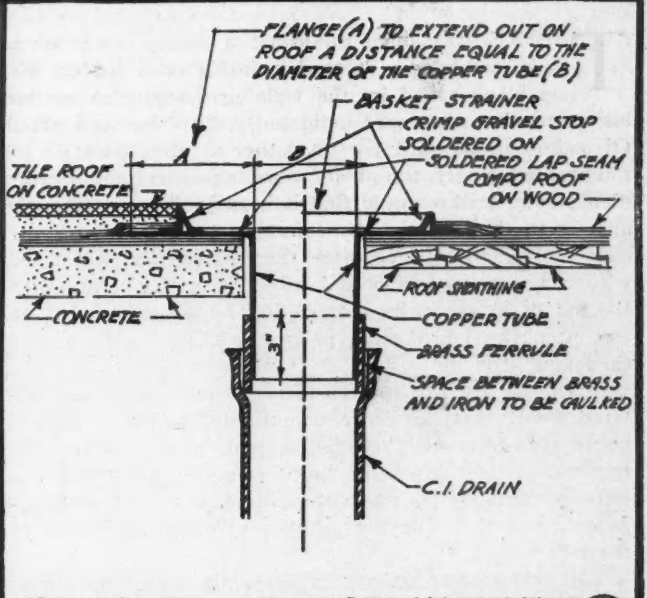 FLANGE(A) TO EXTEND OUT ON
ROOF A DISTANCE EQUAL TO THE
DIAMETER OF THE COPPER TUBE(B)
BASKET STRAINER
CRIMP GRAVEL STOP
SOLDERED ON
SOLDERED LAP SEAM
COMPO ROOF
ON WOOD
A
B
TILE ROOF
ON CONCRETE
ROOF SHEATHING
CONCRETE
COPPER TUBE
3"
BRASS FERRULE
SPACE BETWEEN BRASS
AND IRON TO BE CAULKED
C.I. DRAIN